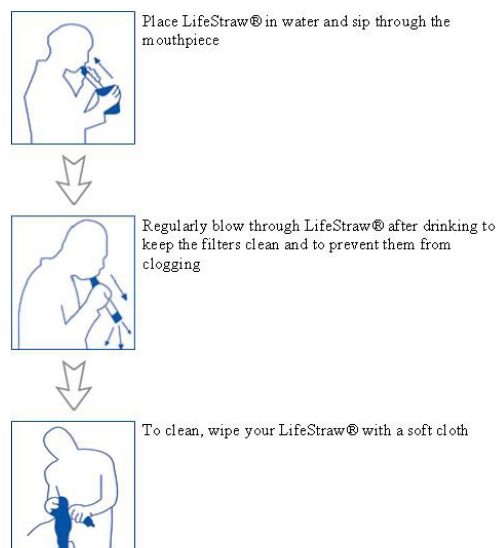 Place LifeStraw® in water and sip through the
mouthpiece
Regularly blow through LifeStraw® after drinking to
keep the filters clean and to prevent them from
clogging
To clean, wipe your LifeStraw® with a soft cloth